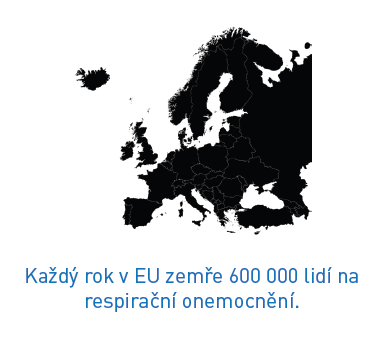 Každý rok v EU zemře 600 000 lidí na
respirační onemocnění.